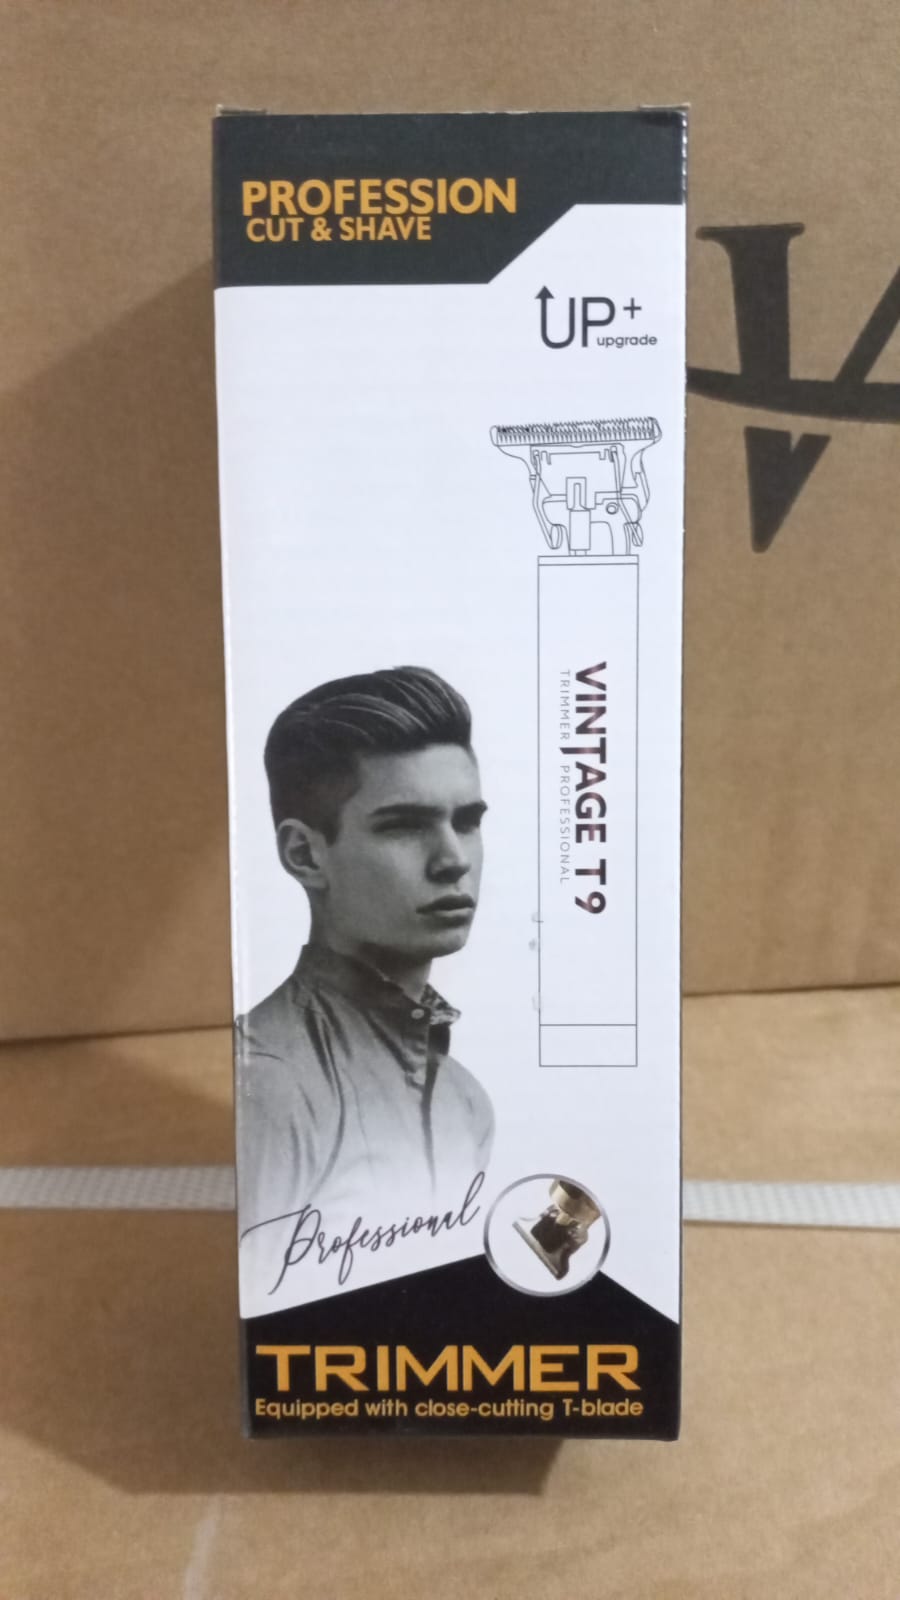 PROFESSION
CUT & SHAVE
UP+
upgrade
VINTAGE T9
TRIMMER PROFESSIONAL
Professional
TRIMMER
Equipped with close-cutting T-blade